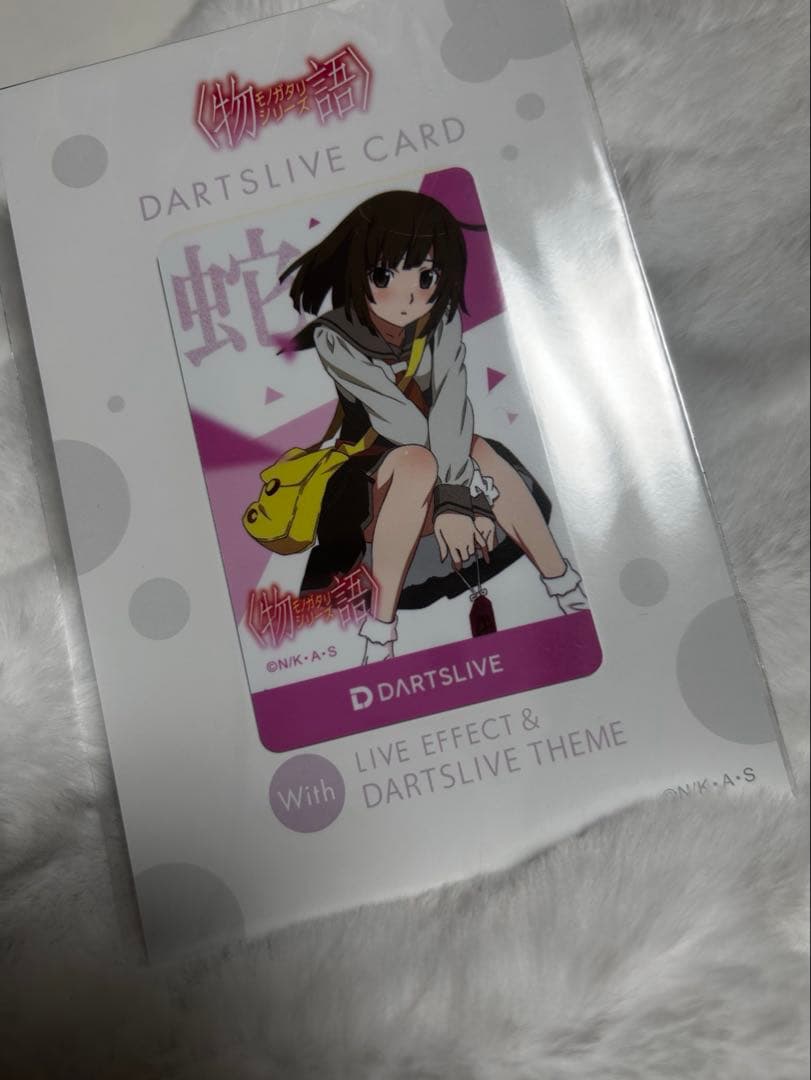 〈物語〉
モノガタリ
シリーズ
DARTSLIVE CARD
蛇
〈物語〉
モノガタリ
シリーズ
©N/K・A・S
DARTSLIVE
With
LIVE EFFECT &
DARTSLIVE THEME
©N/K・A・S